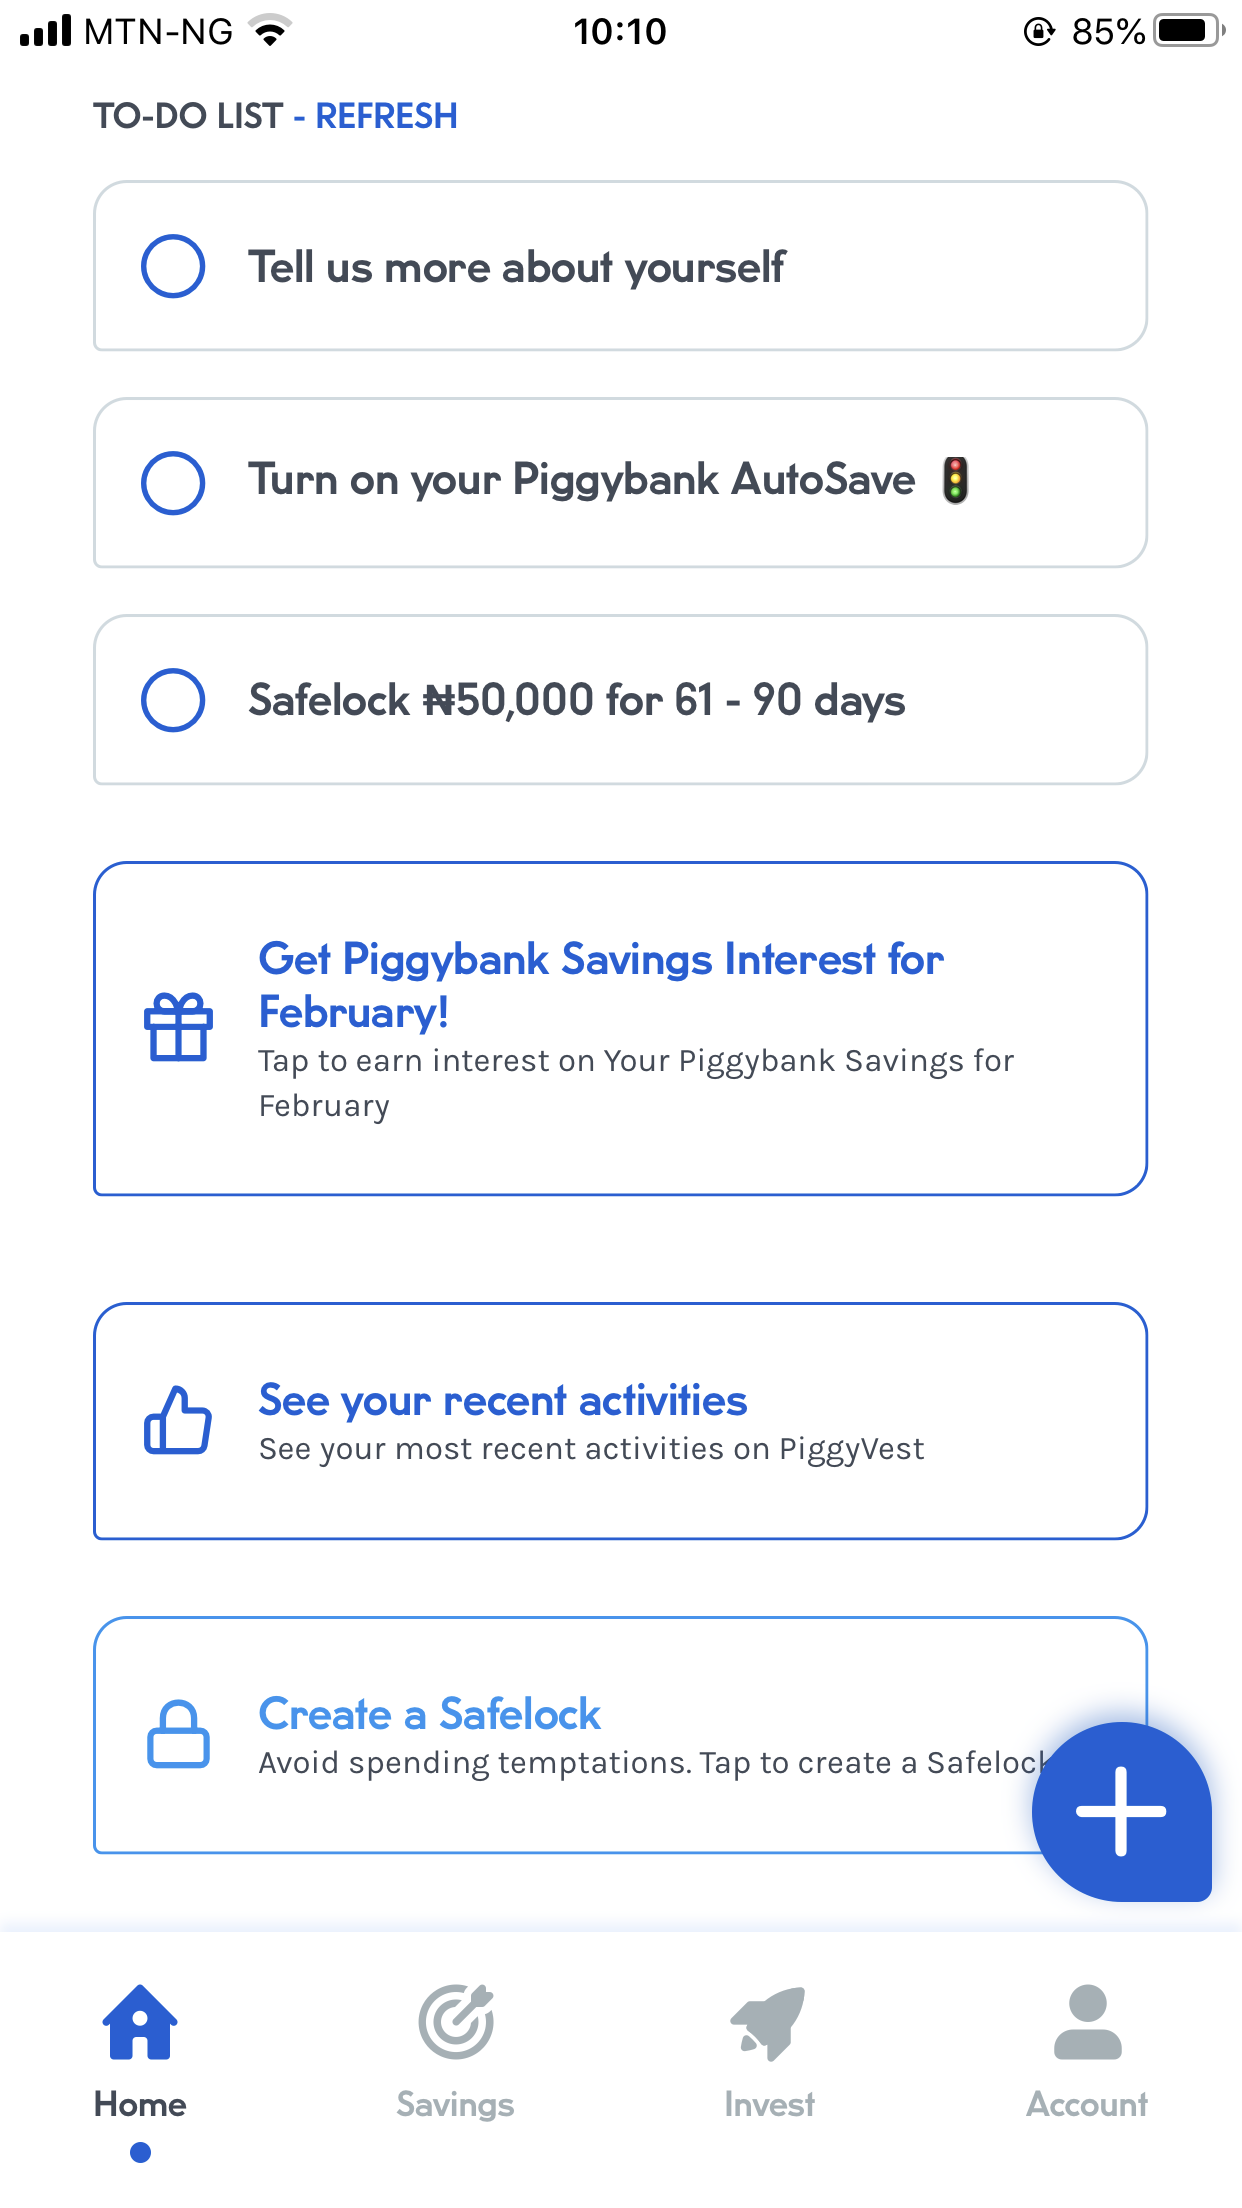 MTN-NG 10:10 85%
TO-DO LIST - REFRESH
Tell us more about yourself
Turn on your Piggybank AutoSave 🚦
Safelock ₦50,000 for 61 - 90 days
Get Piggybank Savings Interest for
February!
Tap to earn interest on Your Piggybank Savings for
February
See your recent activities
See your most recent activities on PiggyVest
Create a Safelock
Avoid spending temptations. Tap to create a Safelock
Home Savings Invest Account